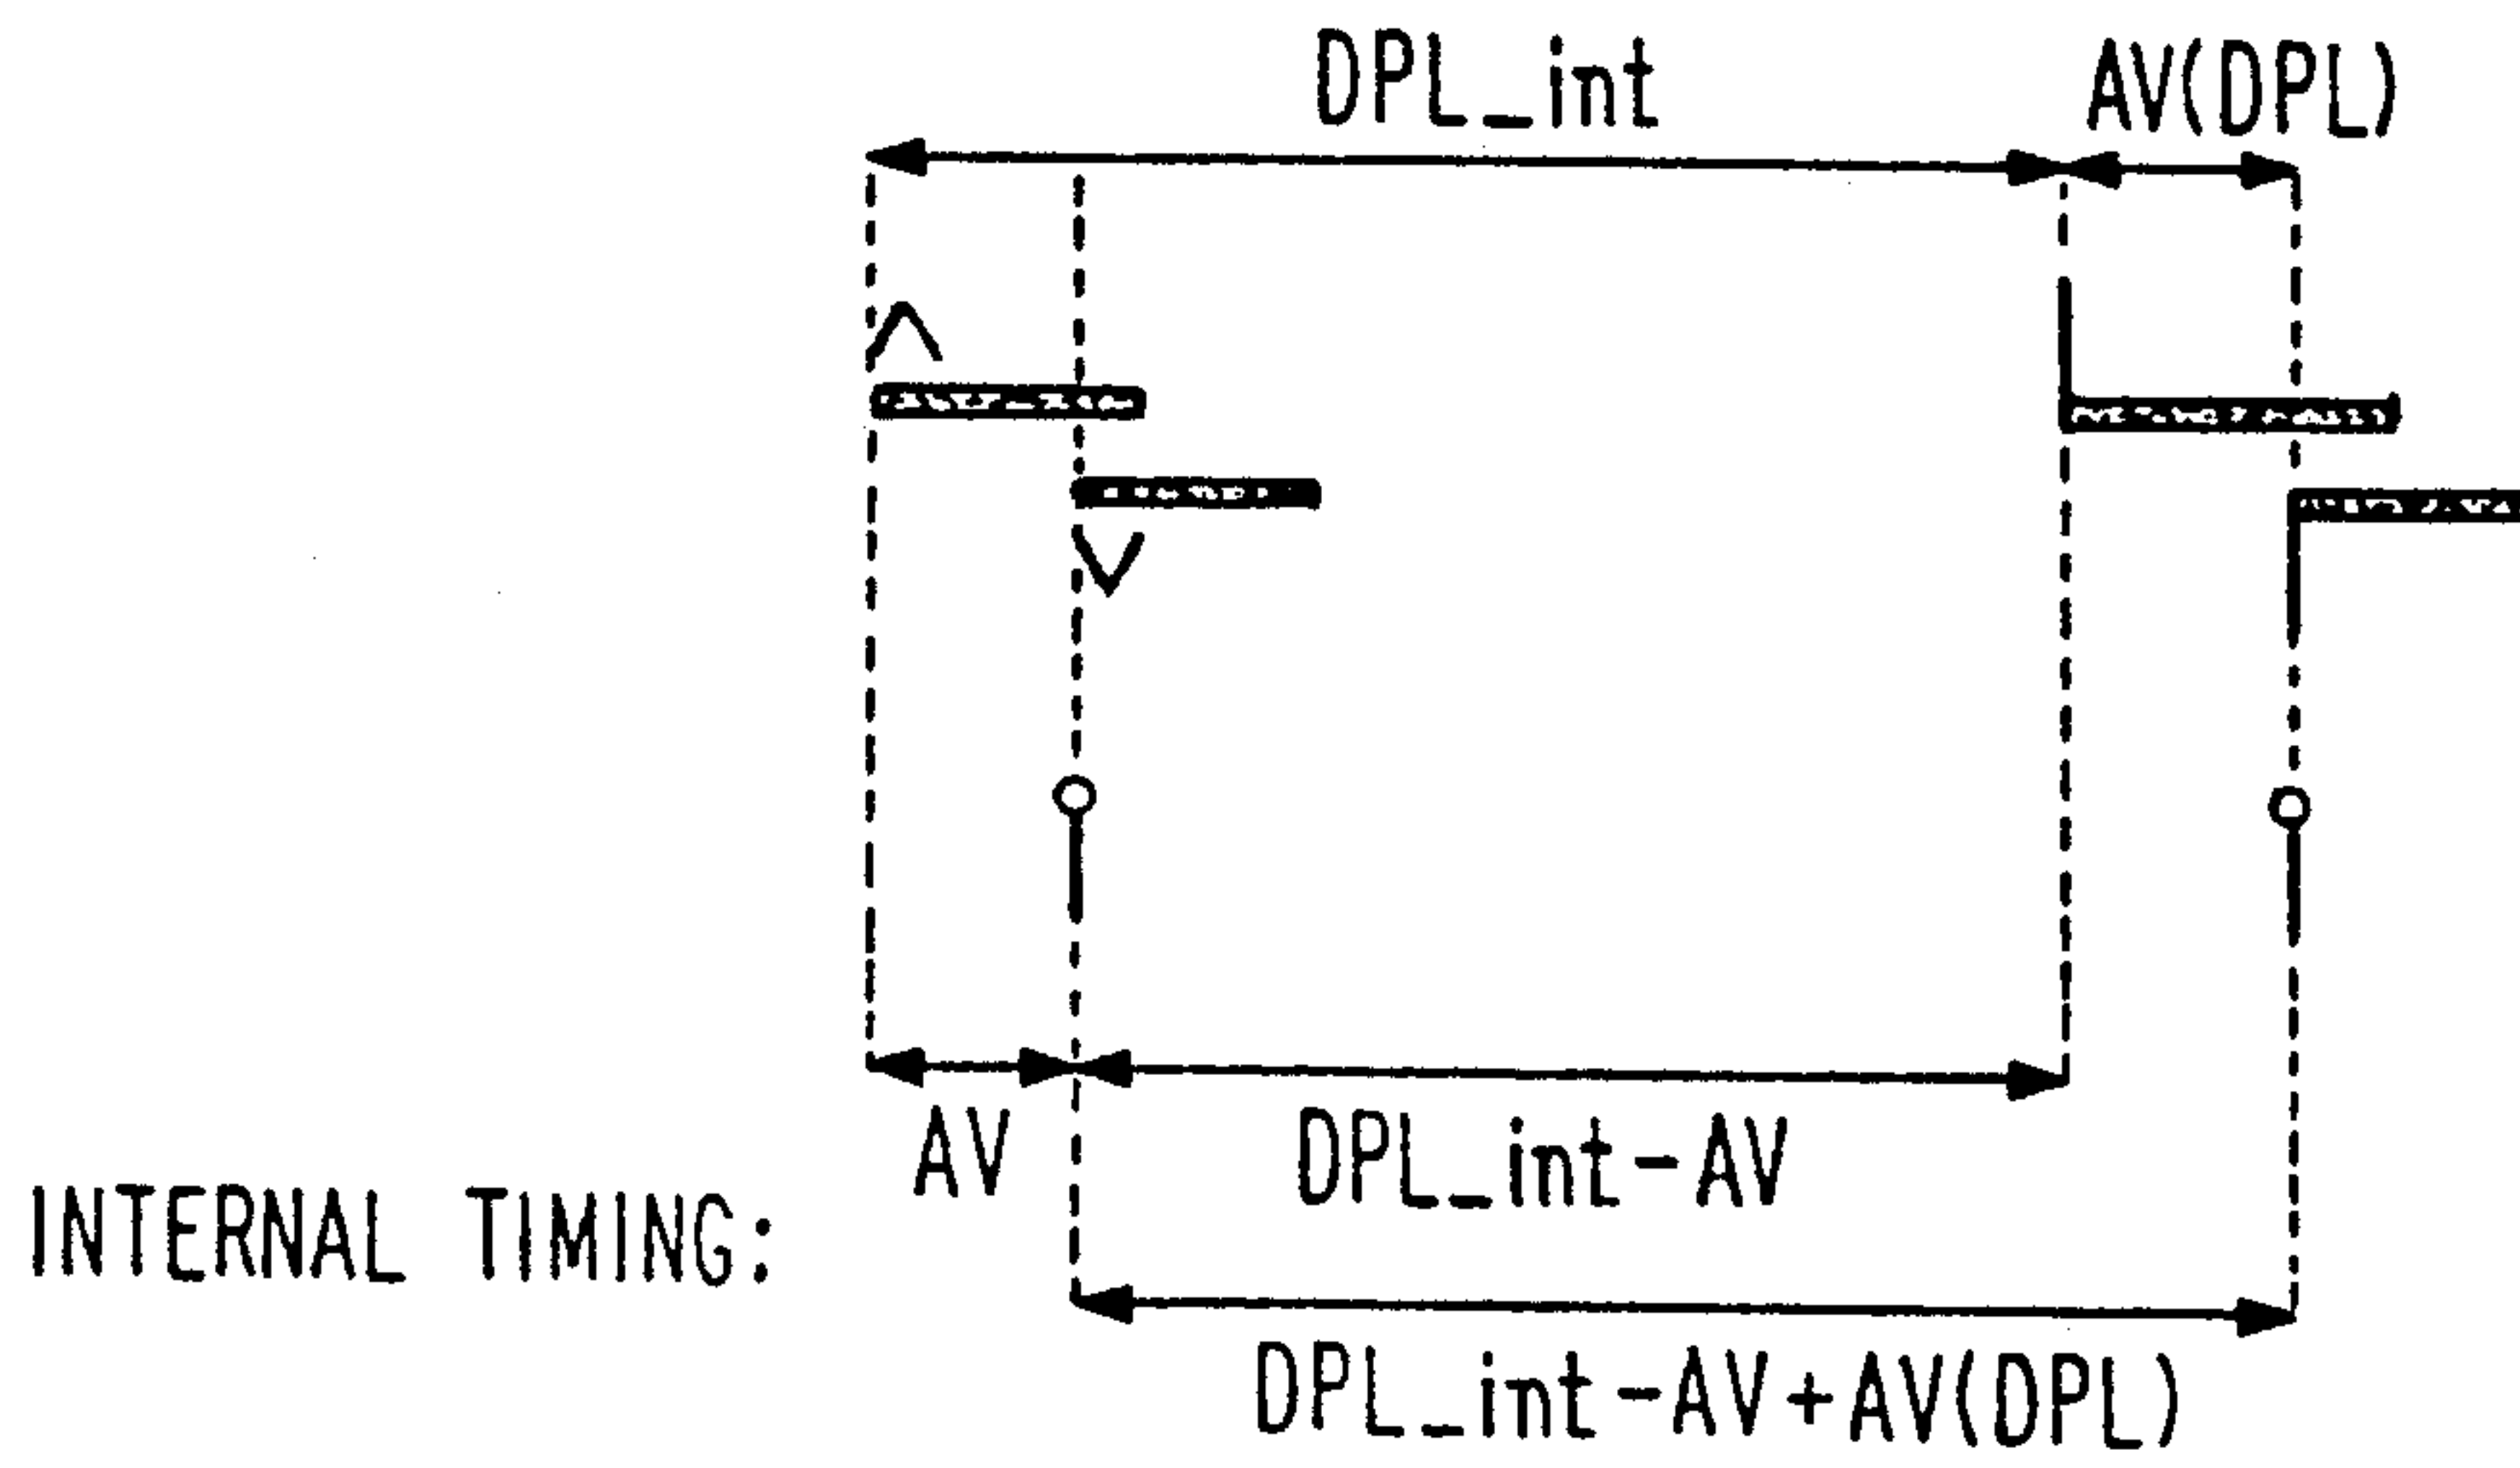 DPL_int
AV(DPL)
AV
DPL_int-AV
INTERNAL TIMING:
DPL_int-AV+AV(DPL)